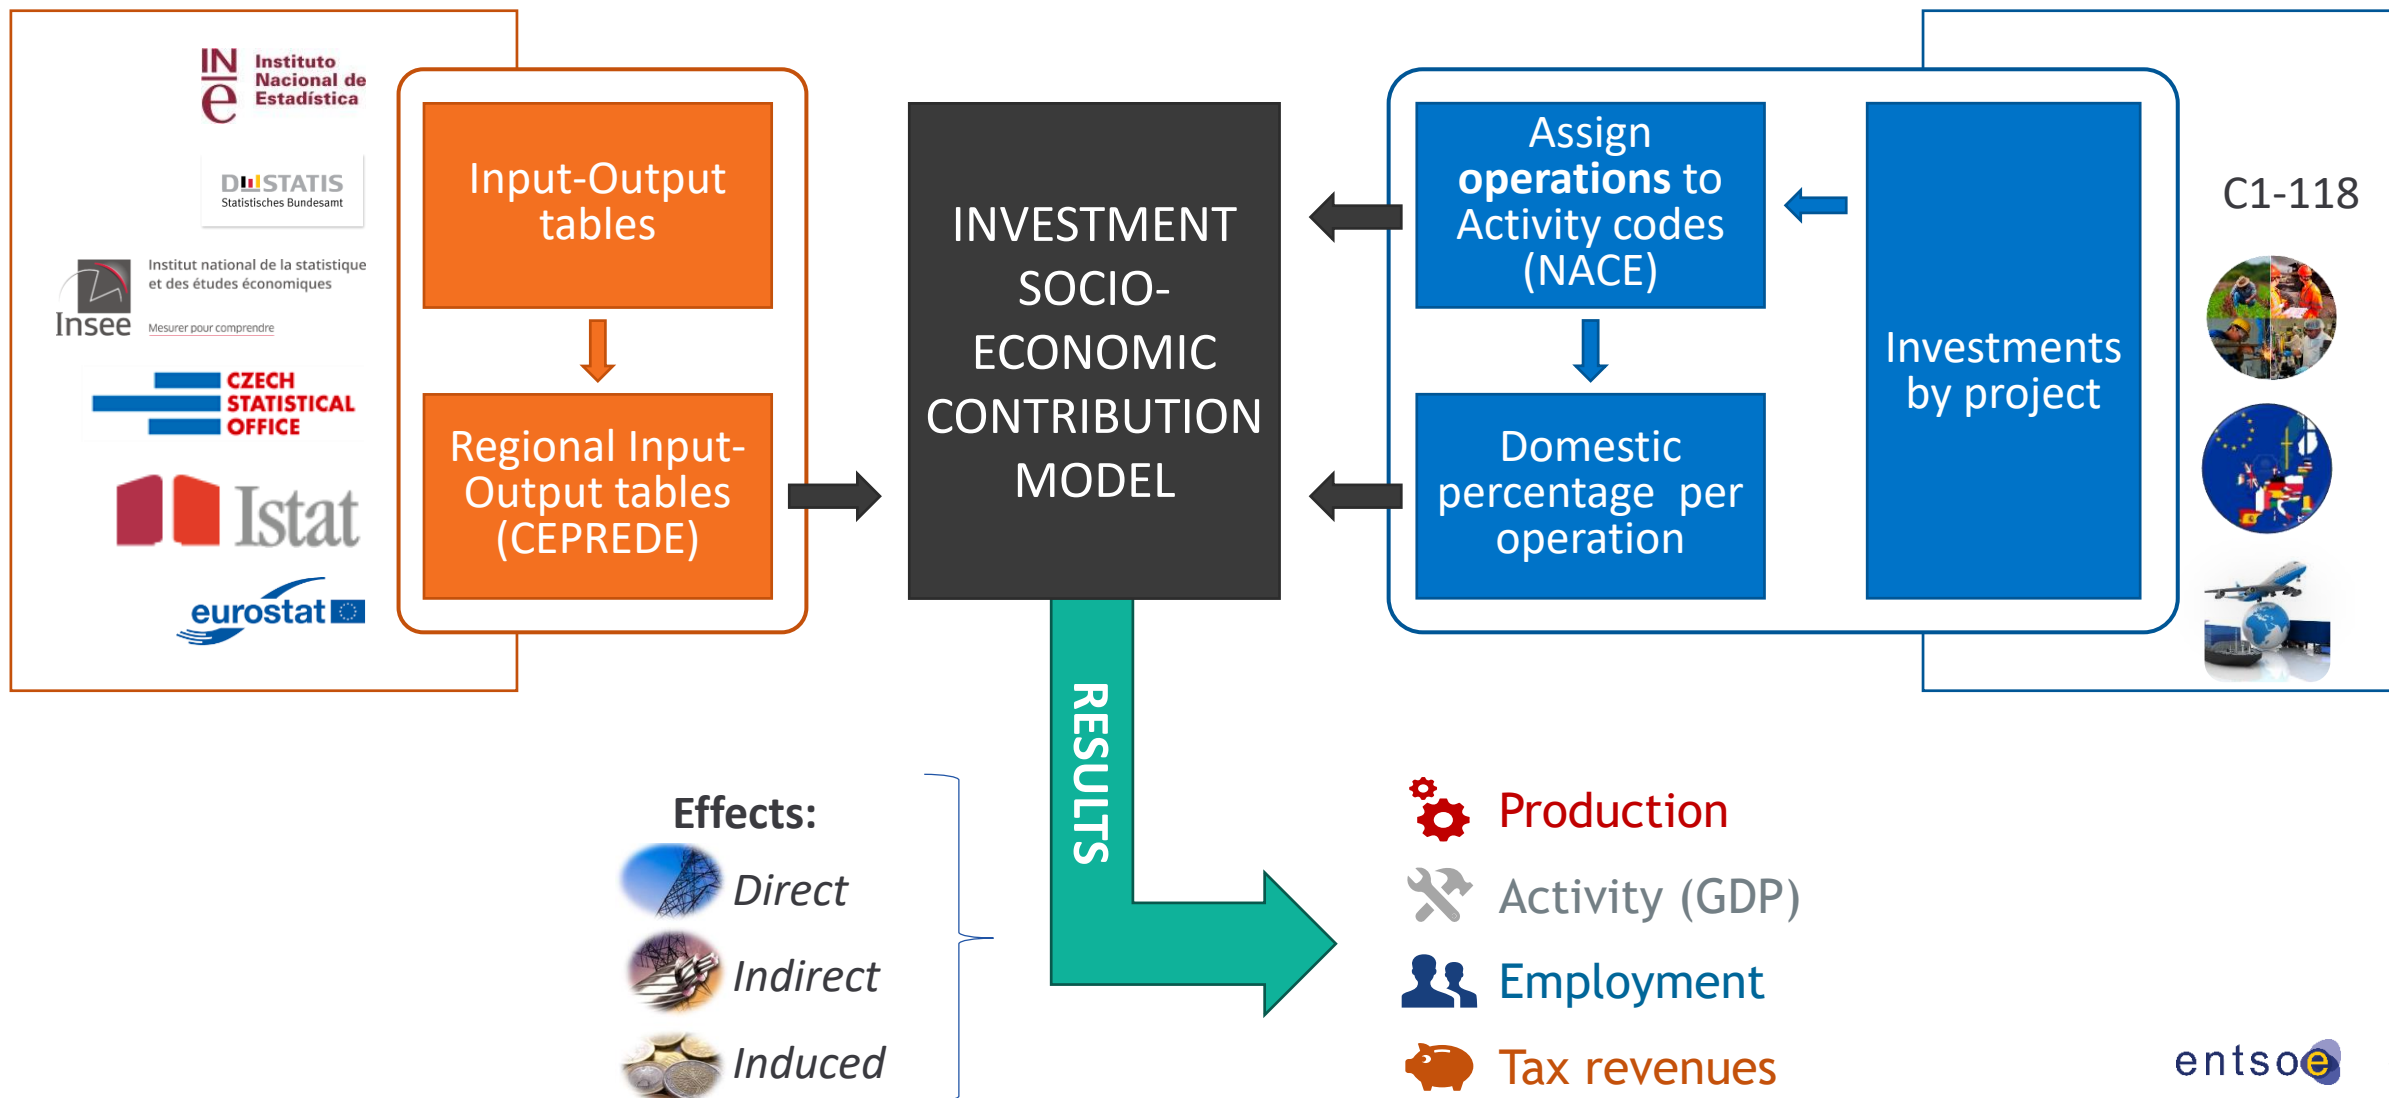 INe
Instituto
Nacional de
Estadística
DESTATIS
Statistisches Bundesamt
Institut national de la statistique
et des études économiques
Insee
Mesurer pour comprendre
CZECH
STATISTICAL
OFFICE
Istat
eurostat
Input-Output
tables
Regional Input-
Output tables
(CEPREDE)
INVESTMENT
SOCIO-
ECONOMIC
CONTRIBUTION
MODEL
Assign
operations to
Activity codes
(NACE)
Domestic
percentage per
operation
Investments
by project
C1-118
RESULTS
Effects:
Direct
Indirect
Induced
Production
Activity (GDP)
Employment
Tax revenues
entsoe